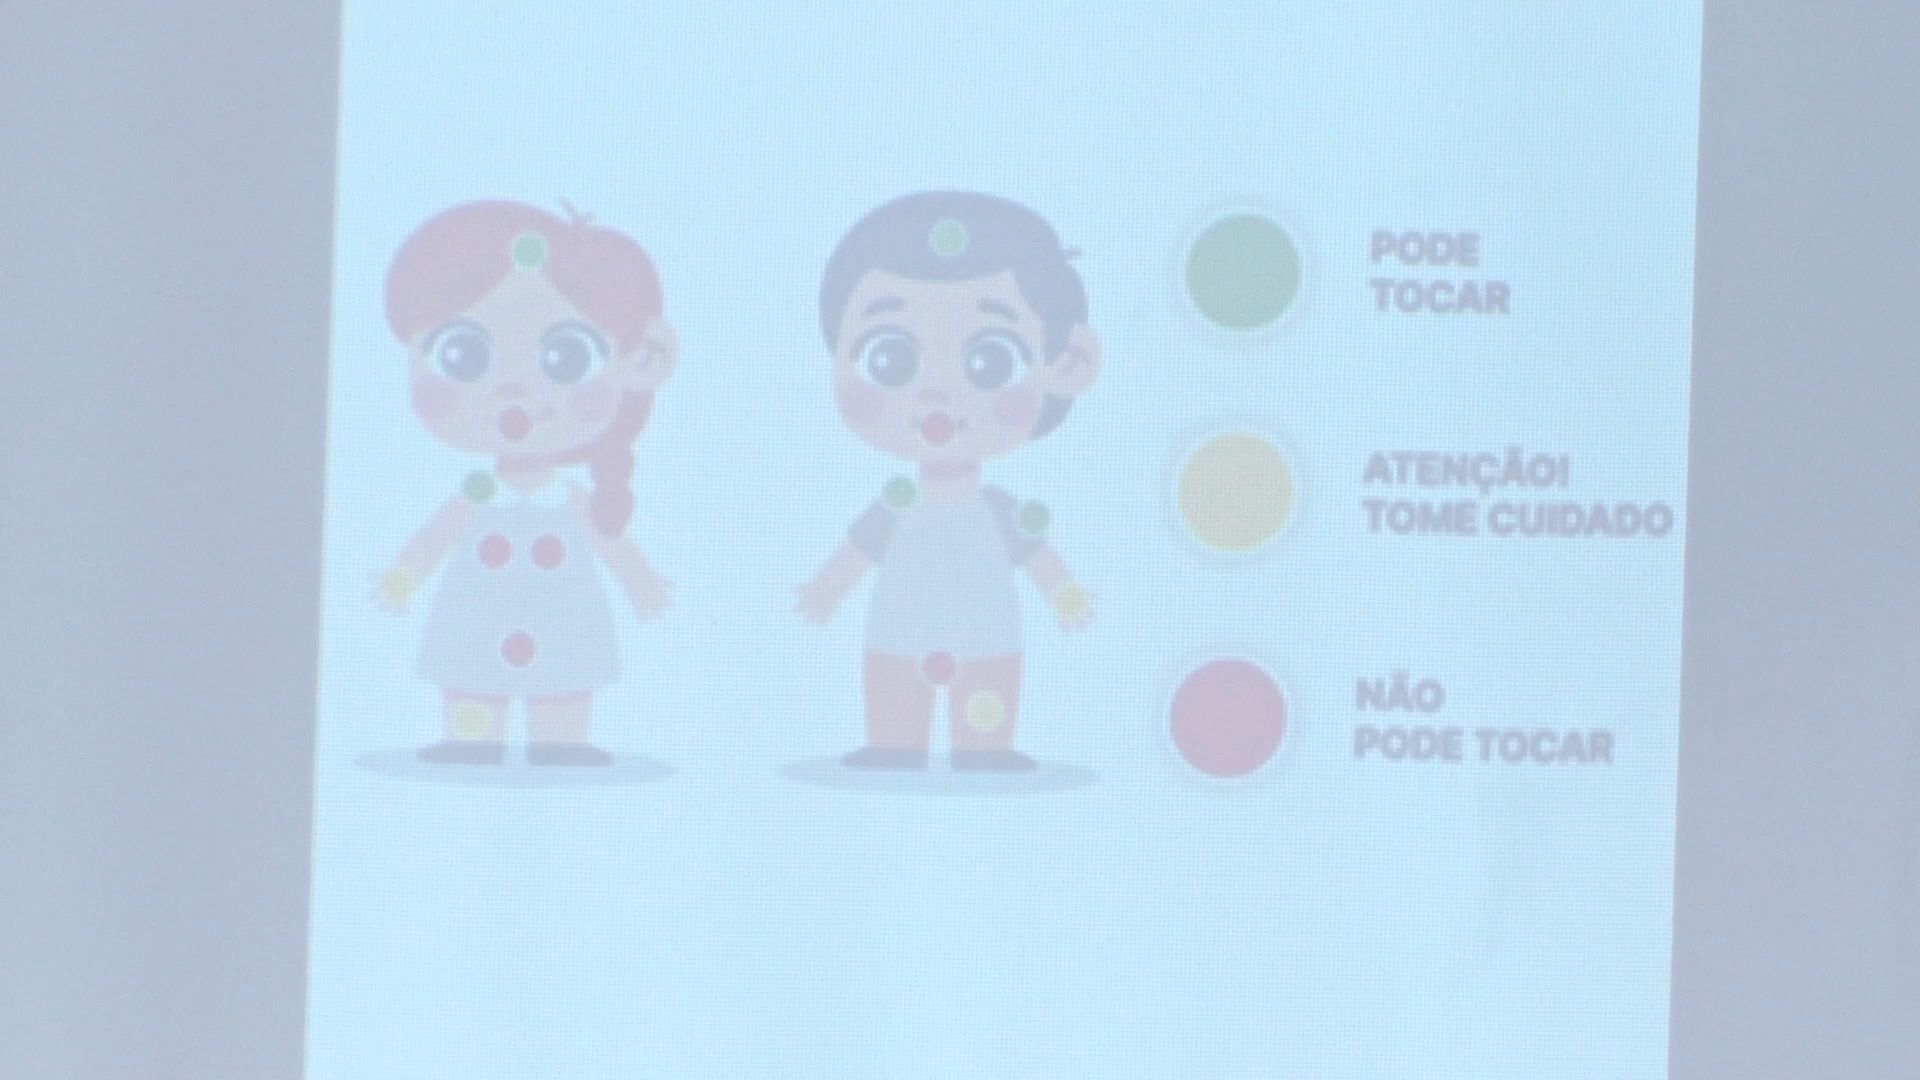 PODE
TOCAR
ATENÇÃO!
TOME CUIDADO
NÃO
PODE TOCAR